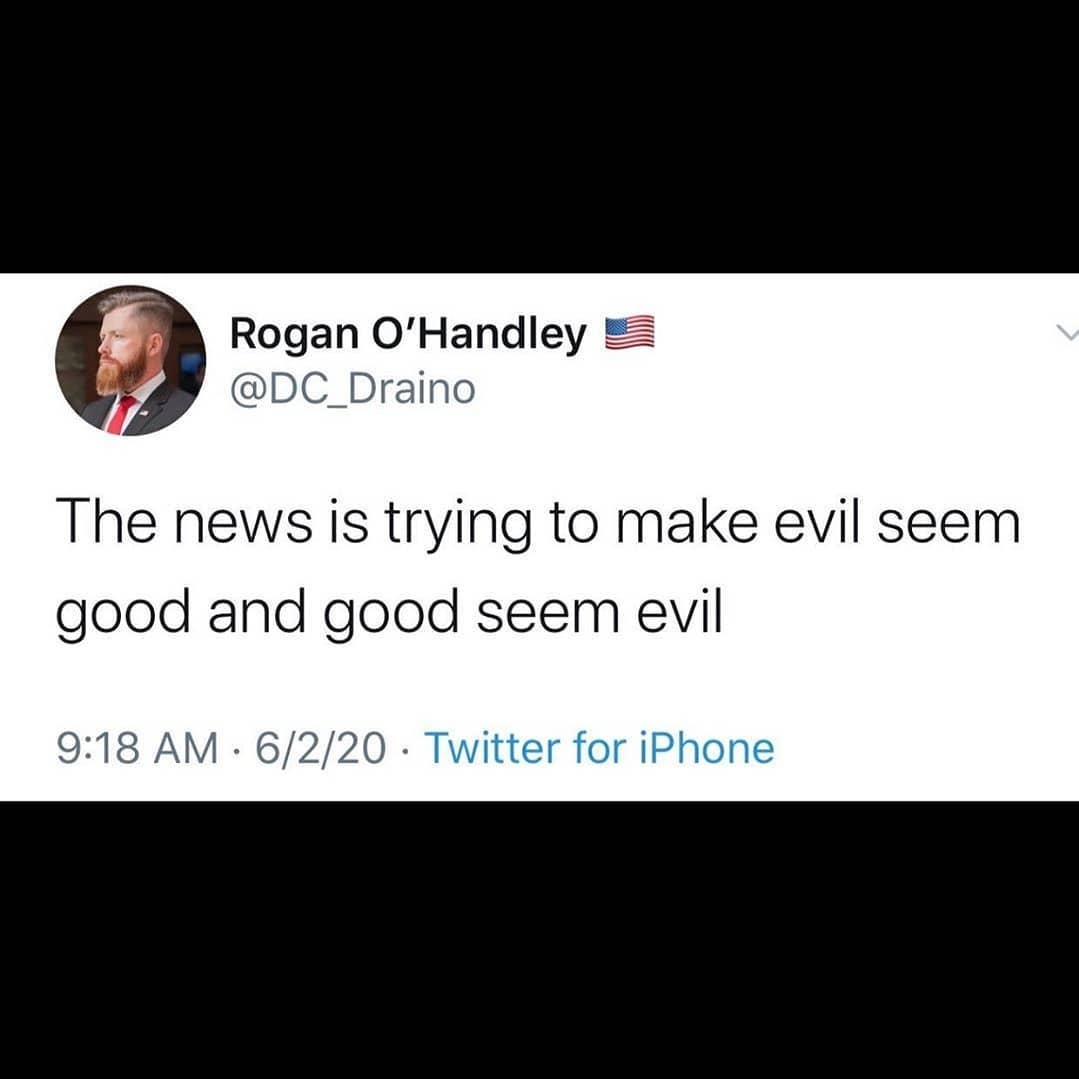 Rogan O’Handley 🇺🇸
@DC_Draino
The news is trying to make evil seem
good and good seem evil
9:18 AM · 6/2/20 · Twitter for iPhone